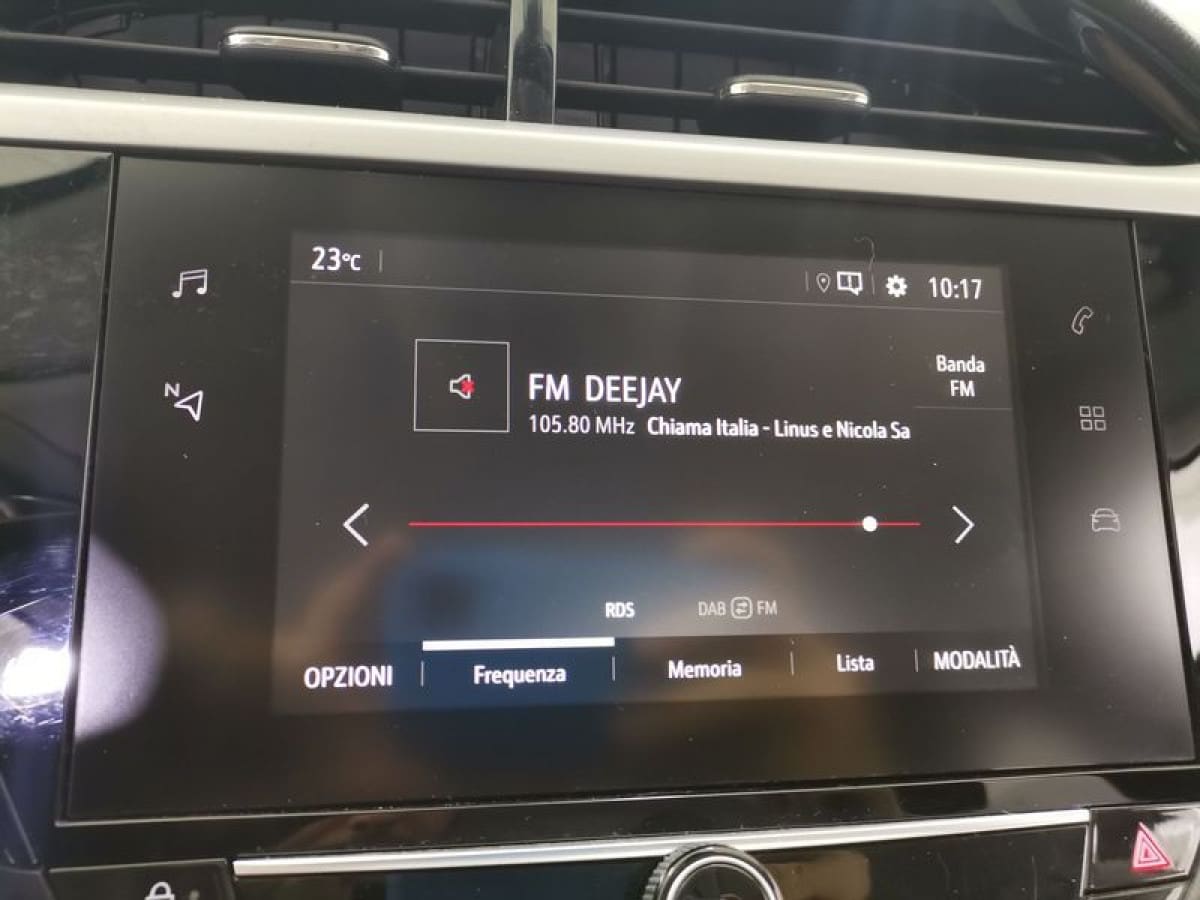 23°C
10:17
N
FM DEEJAY
105.80 MHz Chiama Italia - Linus e Nicola Sa
Banda
FM
RDS
DAB FM
OPZIONI
Frequenza
Memoria
Lista
MODALITÀ